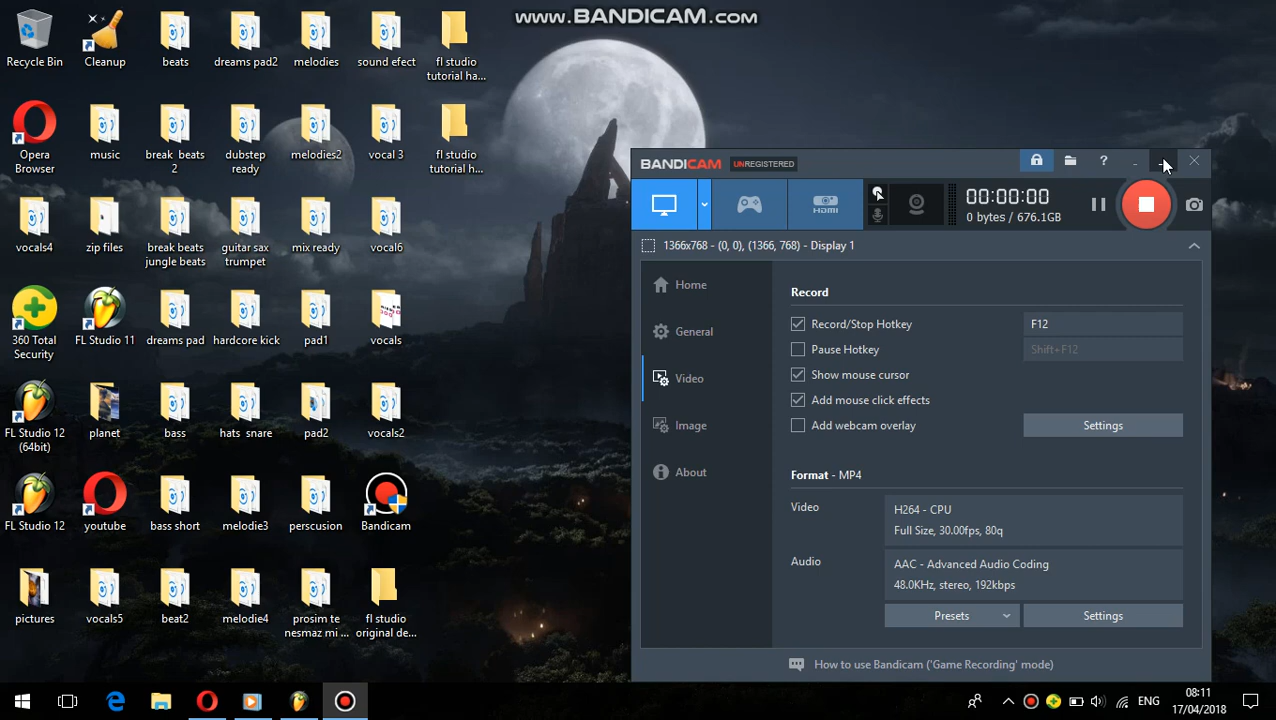 www.BANDICAM.com
Recycle Bin
Cleanup
beats
dreams pad2
melodies
sound efect
fl studio
tutorial ha...
Opera
Browser
music
break beats
2
dubstep
ready
melodies2
vocal 3
fl studio
tutorial h...
vocals4
zip files
break beats
jungle beats
guitar sax
trumpet
mix ready
vocal6
360 Total
Security
FL Studio 11
dreams pad
hardcore kick
pad1
vocals
FL Studio 12
(64bit)
planet
bass
hats snare
pad2
vocals2
FL Studio 12
youtube
bass short
melodie3
perscusion
Bandicam
pictures
vocals5
beat2
melodie4
prosim te
nesmaz mi ...
fl studio
original de...
BANDICAM UNREGISTERED
?
HDMI
00:00:00
0 bytes / 676.1GB
1366x768 - (0, 0), (1366, 768) - Display 1
Home
General
Video
Image
About
Record
Record/Stop Hotkey F12
Pause Hotkey Shift+F12
Show mouse cursor
Add mouse click effects
Add webcam overlay Settings
Format - MP4
Video
H264 - CPU
Full Size, 30.00fps, 80q
Audio
AAC - Advanced Audio Coding
48.0KHz, stereo, 192kbps
Presets Settings
How to use Bandicam ('Game Recording' mode)
ENG
08:11
17/04/2018